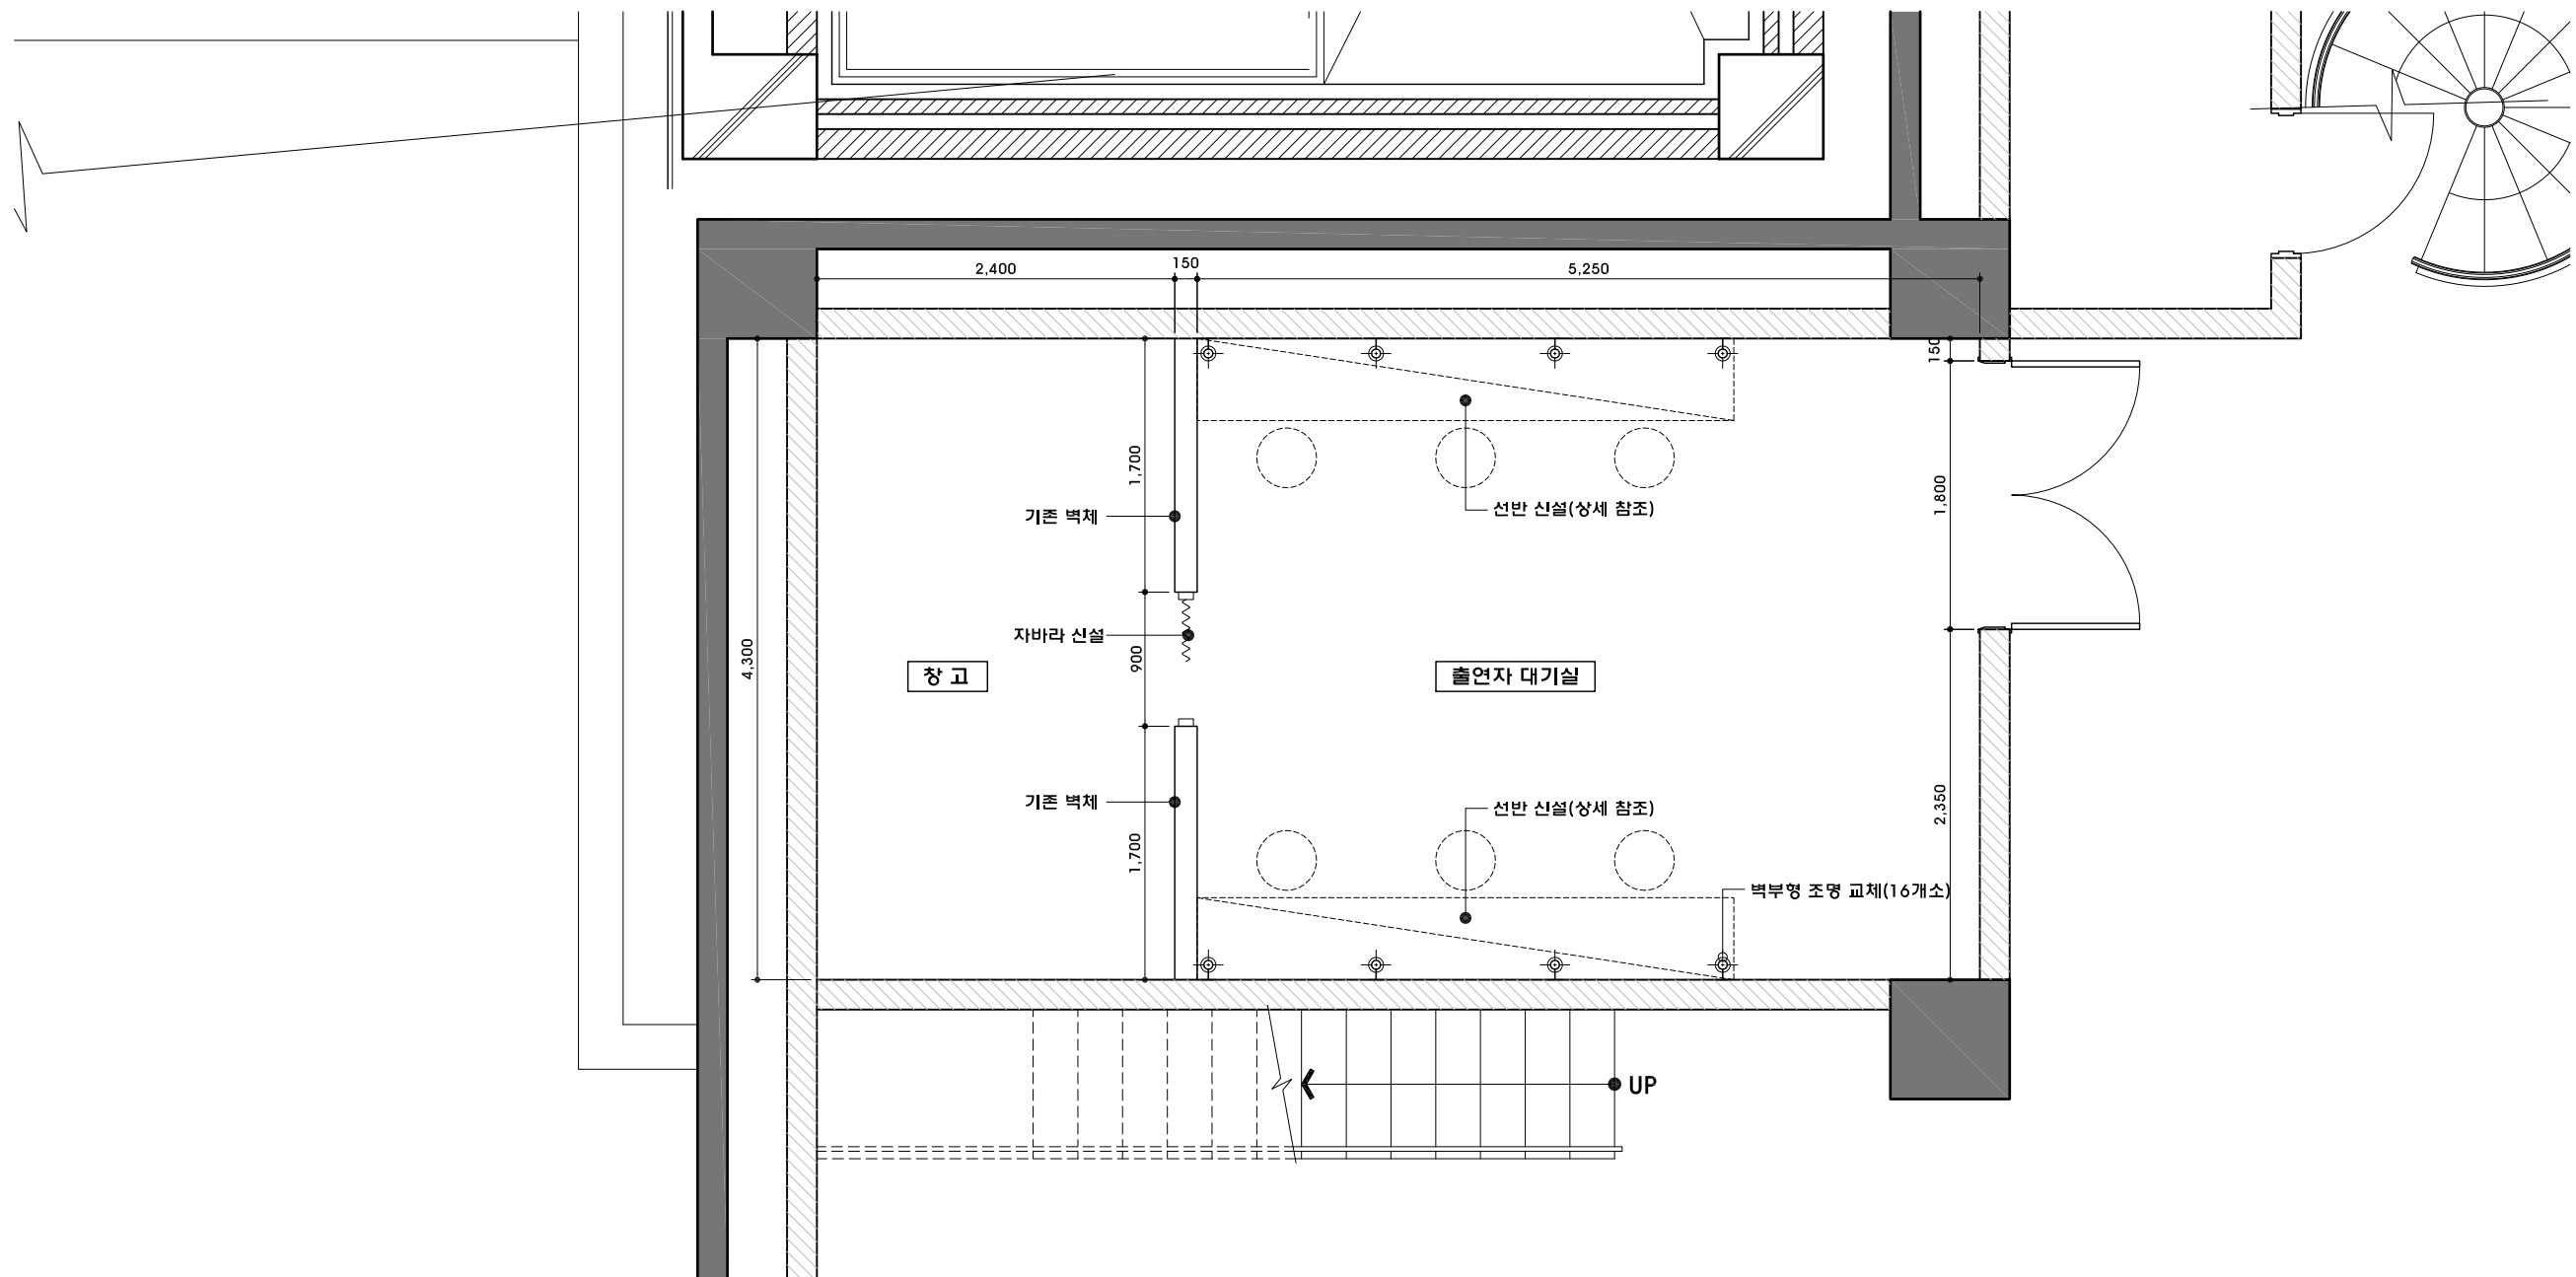 2,400
150
5,250
150
1,700
1,800
기존 벽체
선반 신설(상세 참조)
자바라 신설
4,300
900
창 고
출연자 대기실
기존 벽체
선반 신설(상세 참조)
1,700
2,350
벽부형 조명 교체(16개소)
UP